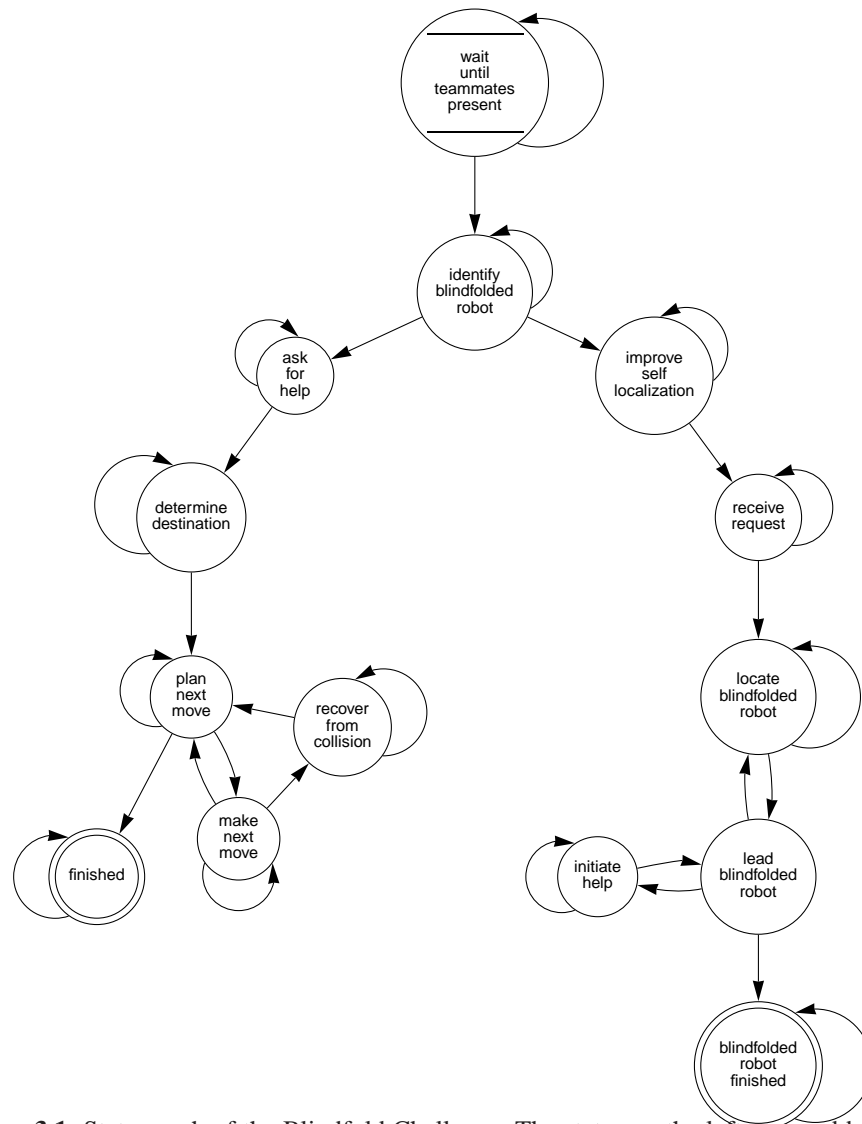 wait
until
teammates
present
identify
blindfolded
robot
ask
for
help
improve
self
localization
determine
destination
receive
request
plan
next
move
recover
from
collision
locate
blindfolded
robot
make
next
move
finished
initiate
help
lead
blindfolded
robot
blindfolded
robot
finished
3.1